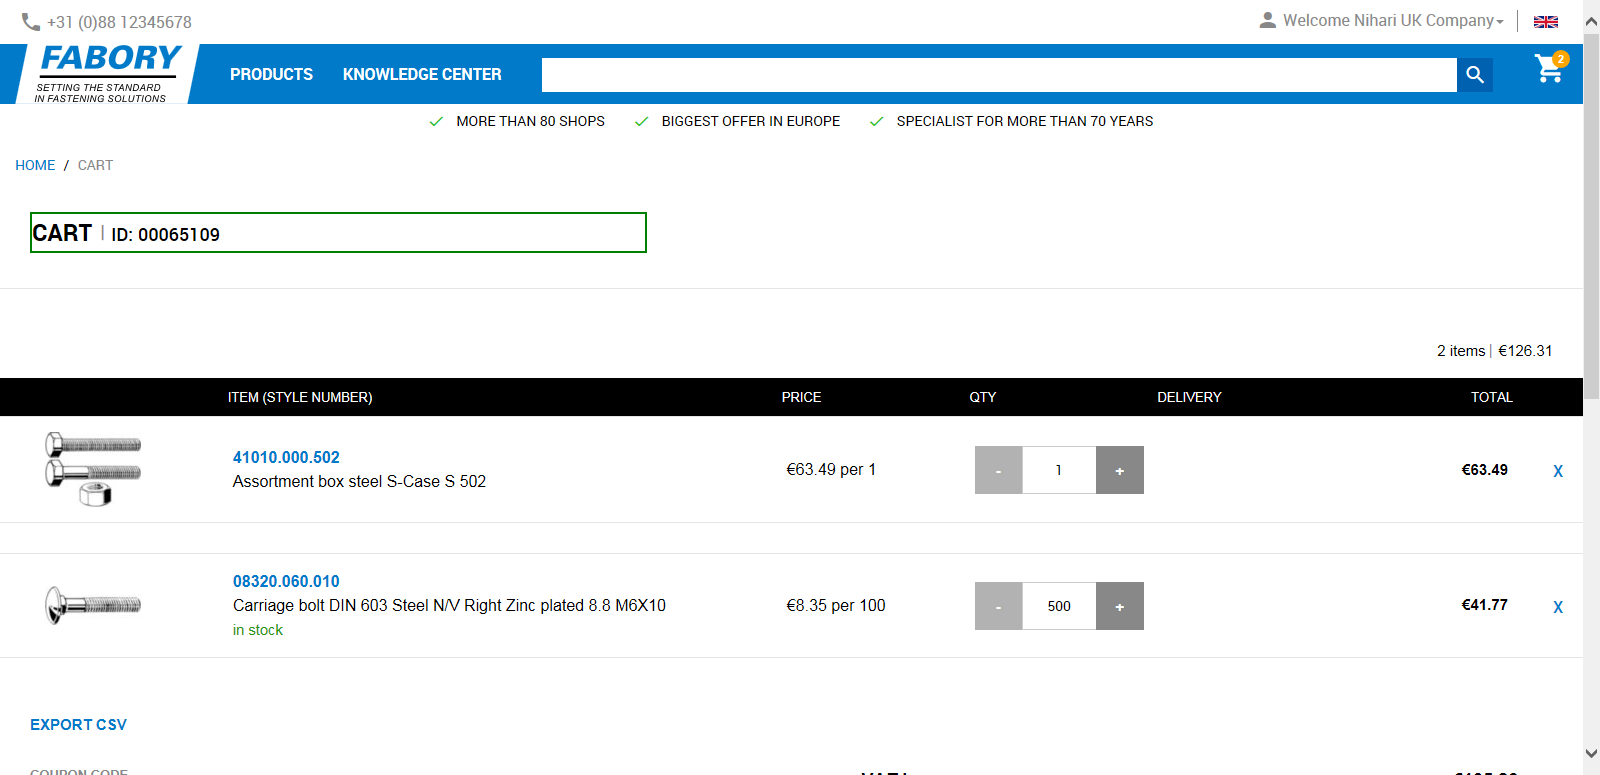 +31 (0)88 12345678
Welcome Nihari UK Company
FABORY
SETTING THE STANDARD
IN FASTENING SOLUTIONS
PRODUCTS KNOWLEDGE CENTER
2
MORE THAN 80 SHOPS BIGGEST OFFER IN EUROPE SPECIALIST FOR MORE THAN 70 YEARS
HOME / CART
CART | ID: 00065109
2 items | €126.31
ITEM (STYLE NUMBER) PRICE QTY DELIVERY TOTAL
41010.000.502
Assortment box steel S-Case S 502
€63.49 per 1 - 1 + €63.49 X
08320.060.010
Carriage bolt DIN 603 Steel N/V Right Zinc plated 8.8 M6X10
in stock
€8.35 per 100 - 500 + €41.77 X
EXPORT CSV
COUPON CODE